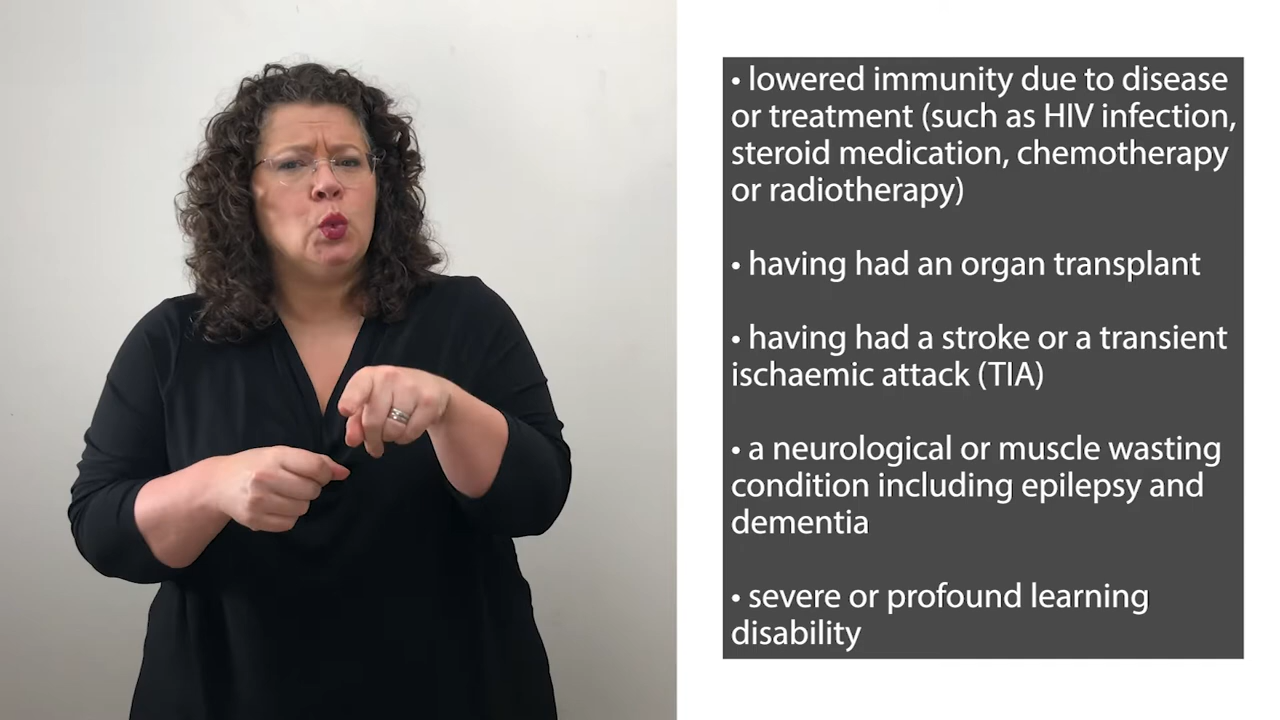 • lowered immunity due to disease
or treatment (such as HIV infection,
steroid medication, chemotherapy
or radiotherapy)
• having had an organ transplant
• having had a stroke or a transient
ischaemic attack (TIA)
• a neurological or muscle wasting
condition including epilepsy and
dementia
• severe or profound learning
disability